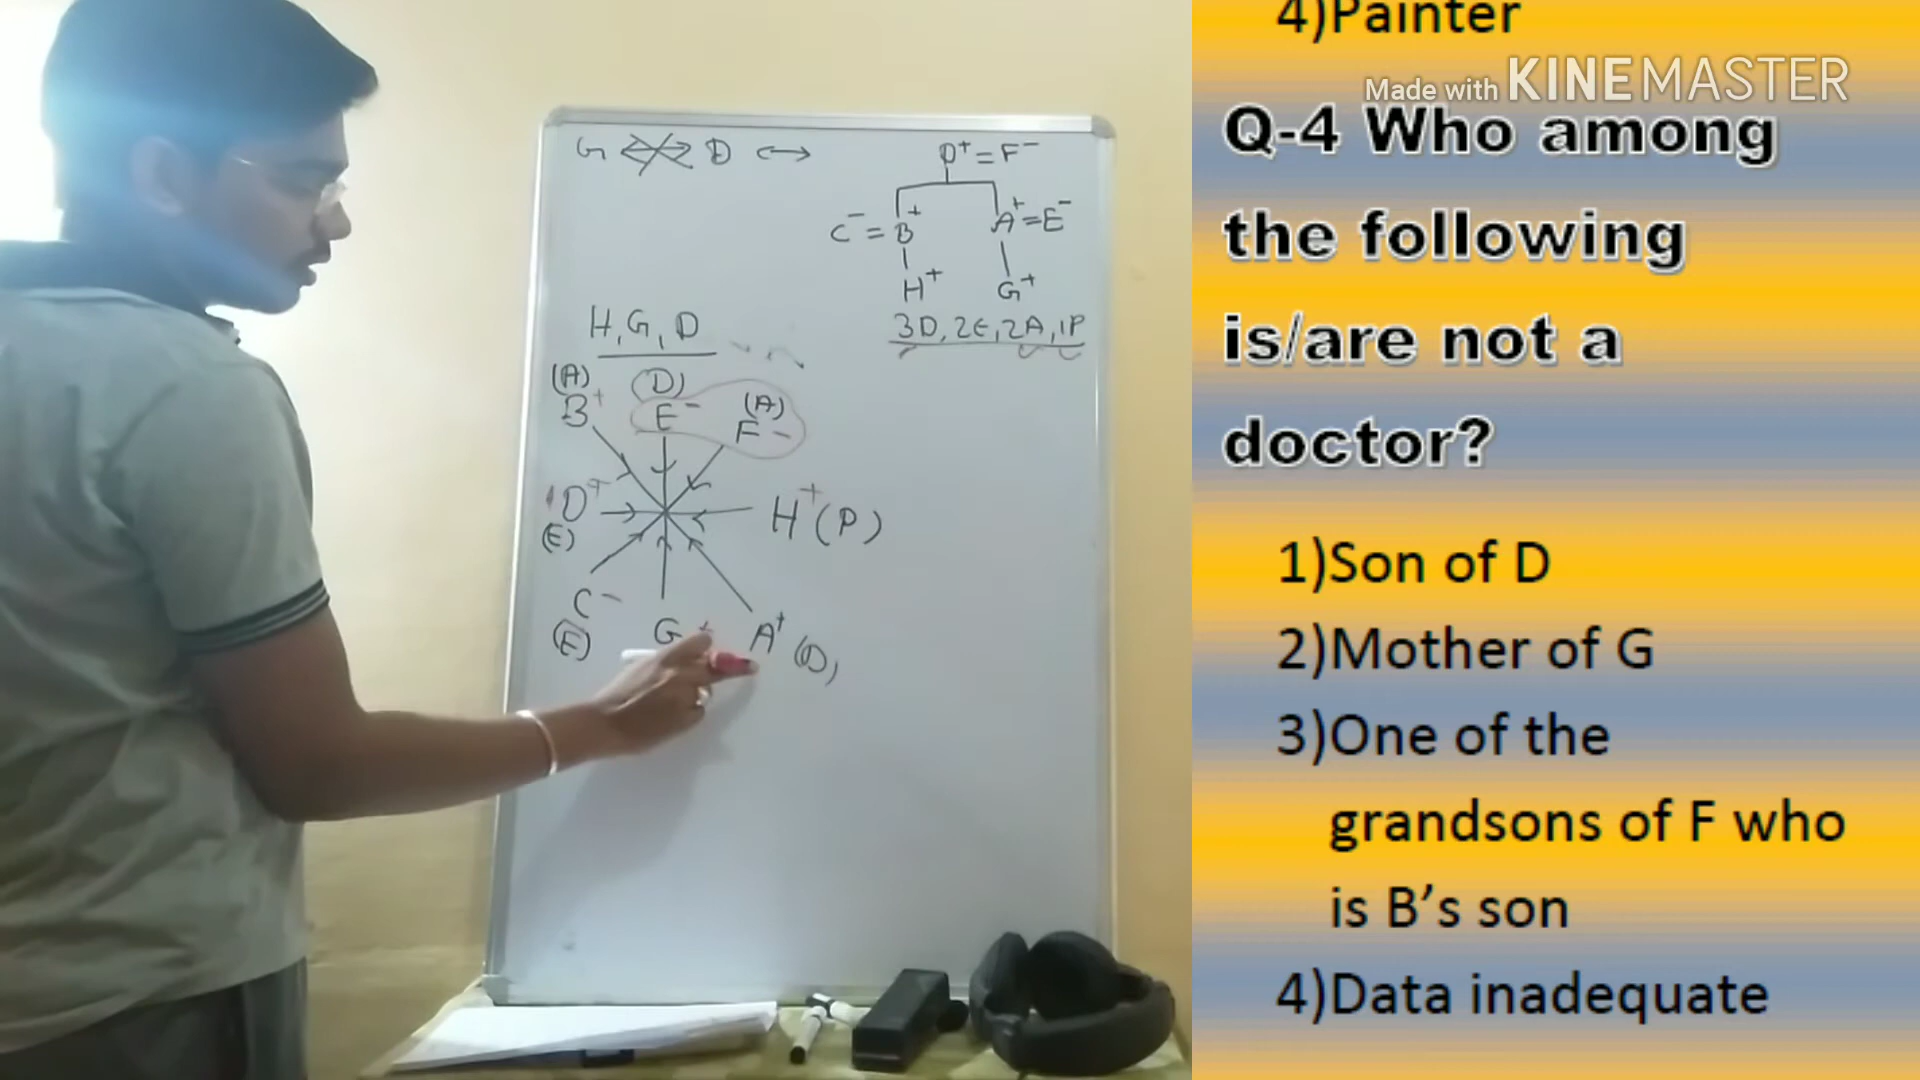 G D ↔
D⁺ = F⁻
C⁻ = B⁺ A⁺ = E⁻
H⁺ G⁺
3D, 2E, 2A, 1P
H, G, D
(A) (D) (A)
B⁺ E⁻ F⁻
D⁺ H⁺ (P)
(E)
C⁻ G⁺ A⁺ (D)
(E)
4)Painter
Made with KINEMASTER
Q-4 Who among
the following
is/are not a
doctor?
1)Son of D
2)Mother of G
3)One of the
grandsons of F who
is B’s son
4)Data inadequate